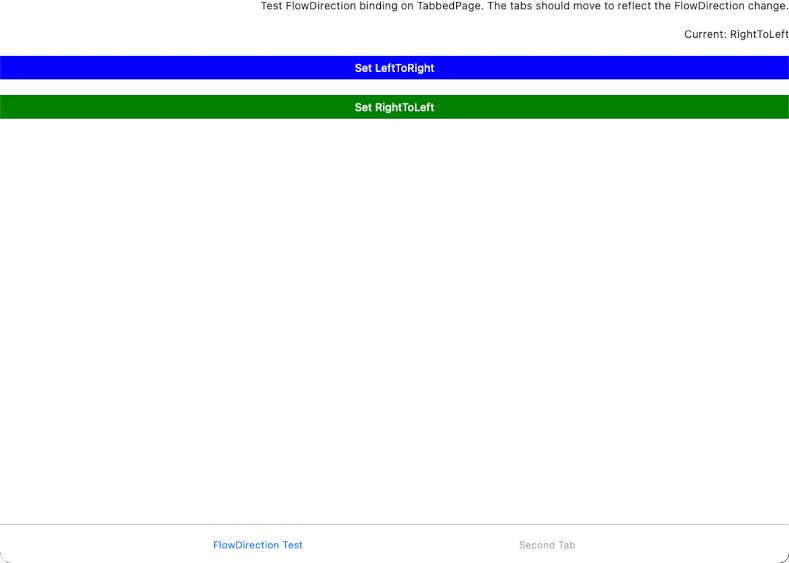 Test FlowDirection binding on TabbedPage. The tabs should move to reflect the FlowDirection change.
Current: RightToLeft
Set LeftToRight
Set RightToLeft
FlowDirection Test
Second Tab